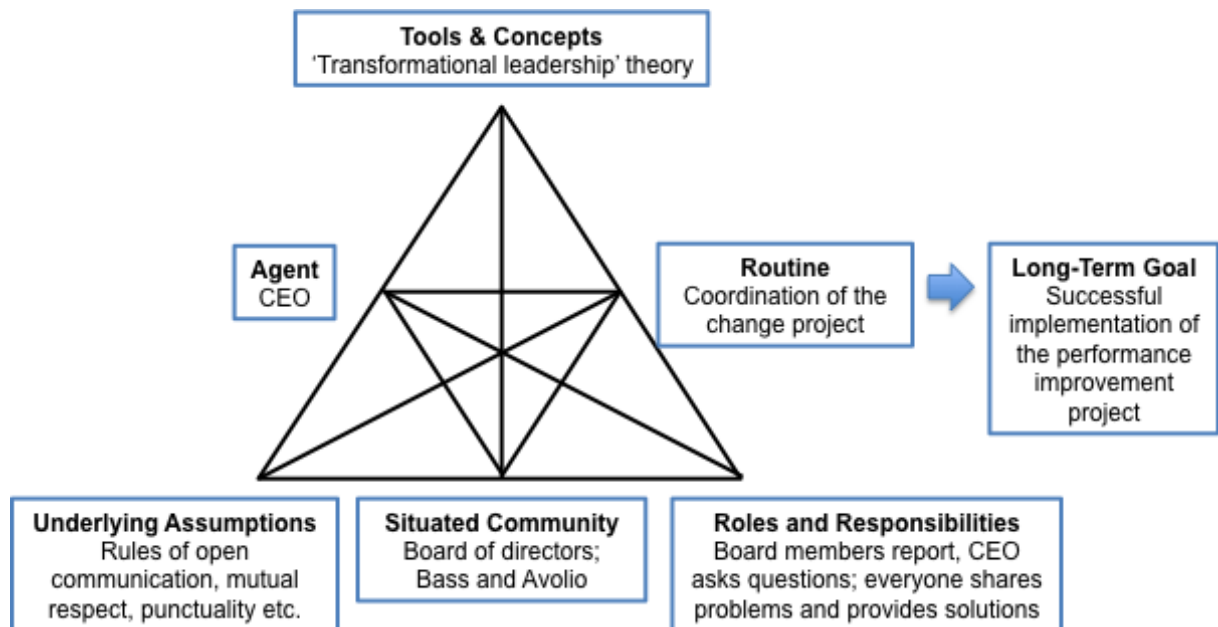 Tools & Concepts
‘Transformational leadership’ theory
Agent
CEO
Routine
Coordination of the
change project
Long-Term Goal
Successful
implementation of
the performance
improvement
project
Underlying Assumptions
Rules of open
communication, mutual
respect, punctuality etc.
Situated Community
Board of directors;
Bass and Avolio
Roles and Responsibilities
Board members report, CEO
asks questions; everyone shares
problems and provides solutions